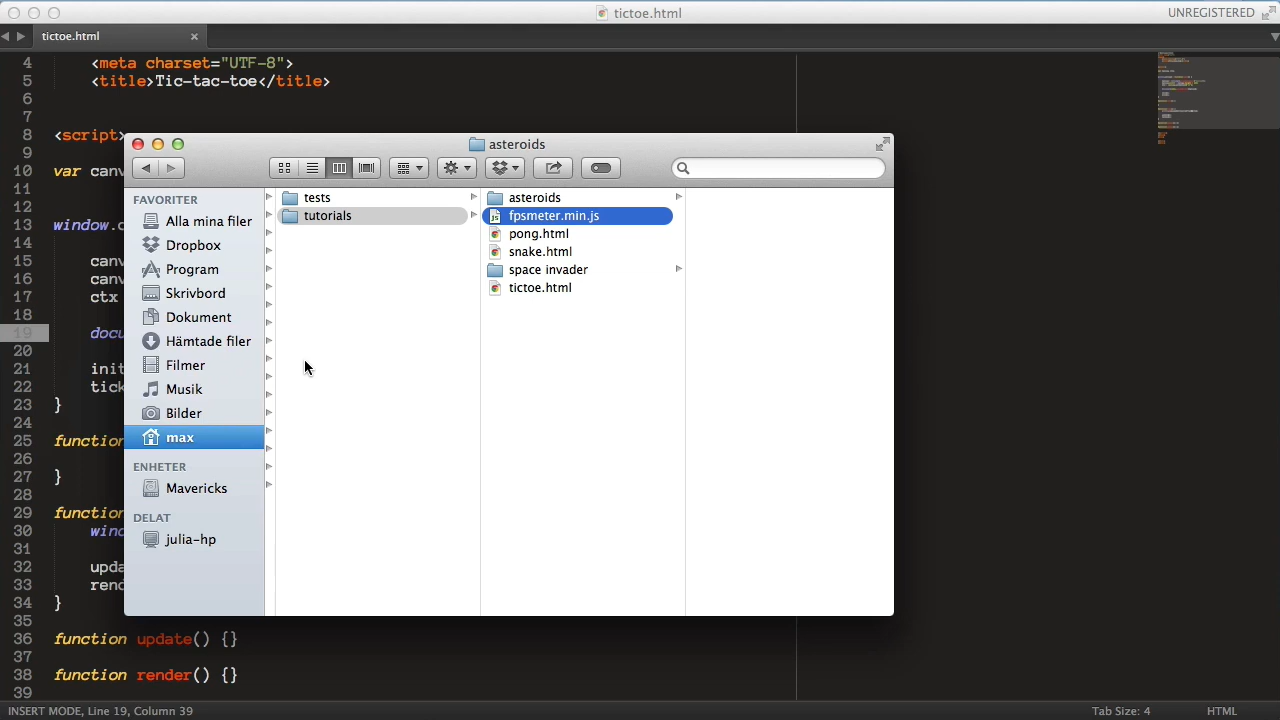 tictoe.html
UNREGISTERED
tictoe.html
4 <meta charset="UTF-8">
5 <title>Tic-tac-toe</title>
6
7
8 <script>
9
10 var canv
11
12
13 window.o
14
15 canv
16 canv
17 ctx
18
19 docu
20
21 init
22 tick
23 }
24
25 function
26
27 }
28
29 function
30 wind
31
32 upda
33 rend
34 }
35
36 function update() {}
37
38 function render() {}
39
INSERT MODE, Line 19, Column 39
Tab Size: 4
HTML
asteroids
FAVORITER
Alla mina filer
Dropbox
Program
Skrivbord
Dokument
Hämtade filer
Filmer
Musik
Bilder
max
ENHETER
Mavericks
DELAT
julia-hp
tests
tutorials
asteroids
fpsmeter.min.js
pong.html
snake.html
space invader
tictoe.html